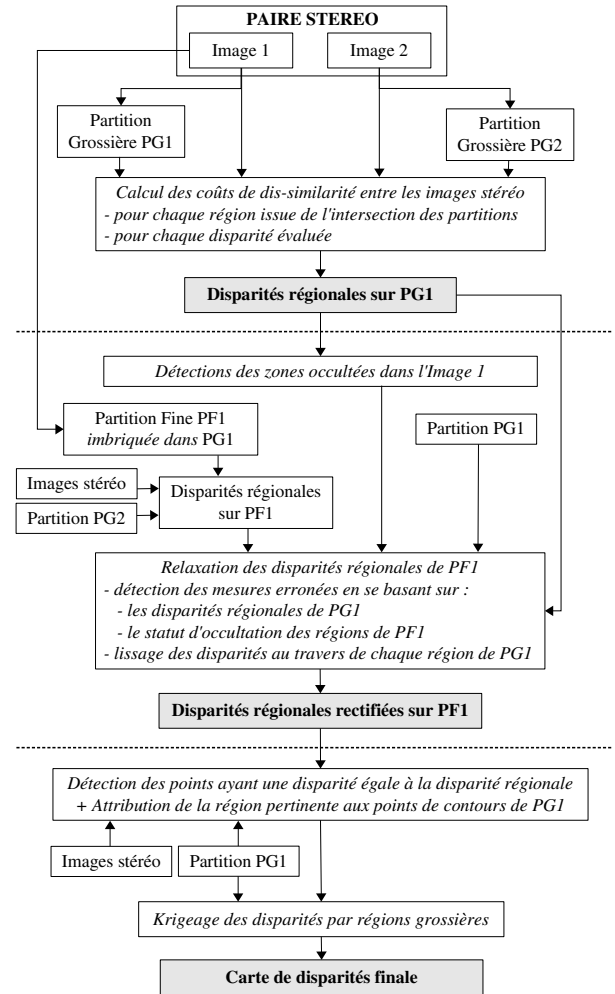 PAIRE STEREO
Image 1
Image 2
Partition
Grossière PG1
Partition
Grossière PG2
Calcul des coûts de dis-similarité entre les images stéréo
- pour chaque région issue de l'intersection des partitions
- pour chaque disparité évaluée
Disparités régionales sur PG1
Détections des zones occultées dans l'Image 1
Partition Fine PF1
imbriquée dans PG1
Partition PG1
Images stéréo
Partition PG2
Disparités régionales
sur PF1
Relaxation des disparités régionales de PF1
- détection des mesures erronées en se basant sur :
- les disparités régionales de PG1
- le statut d'occultation des régions de PF1
- lissage des disparités au travers de chaque région de PG1
Disparités régionales rectifiées sur PF1
Détection des points ayant une disparité égale à la disparité régionale
+ Attribution de la région pertinente aux points de contours de PG1
Images stéréo
Partition PG1
Krigeage des disparités par régions grossières
Carte de disparités finale